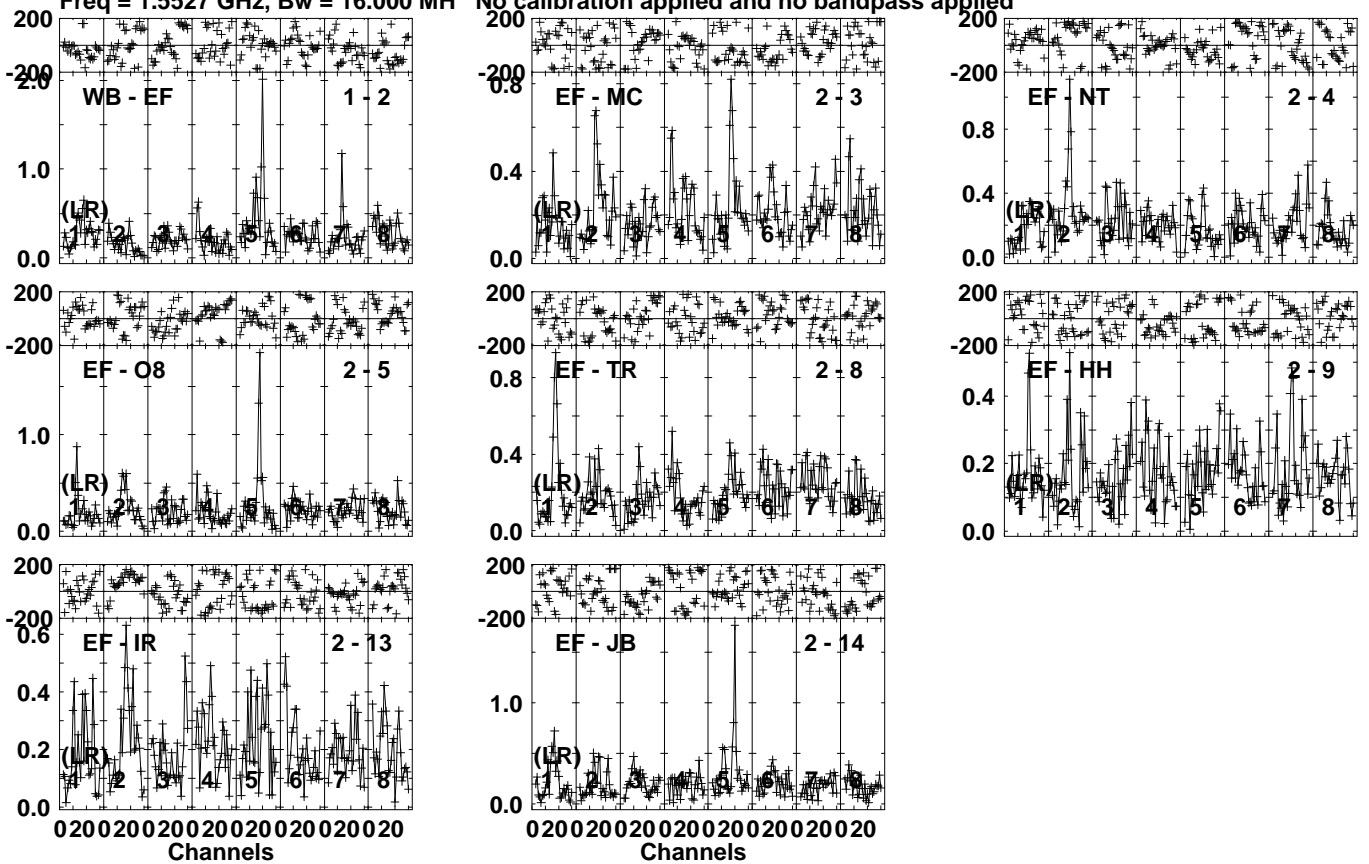 Freq = 1.5527 GHz, Bw = 16.000 MH No calibration applied and no bandpass applied
200
-200
WB - EF 1 - 2
2.0
1.0
0.0
(LR)
1 2 3 4 5 6 7 8
200
-200
EF - MC 2 - 3
0.8
0.4
0.0
(LR)
1 2 3 4 5 6 7 8
200
-200
EF - NT 2 - 4
0.8
0.4
0.0
(LR)
1 2 3 4 5 6 7 8
200
-200
EF - O8 2 - 5
1.0
0.0
(LR)
1 2 3 4 5 6 7 8
200
-200
EF - TR 2 - 8
0.8
0.4
0.0
(LR)
1 2 3 4 5 6 7 8
200
-200
EF - HH 2 - 9
0.4
0.2
0.0
(LR)
1 2 3 4 5 6 7 8
200
-200
EF - IR 2 - 13
0.6
0.4
0.2
0.0
(LR)
1 2 3 4 5 6 7 8
0 20 0 20 0 20 0 20 0 20 0 20 0 20 0 20
Channels
200
-200
EF - JB 2 - 14
1.0
0.0
(LR)
1 2 3 4 5 6 7 8
0 20 0 20 0 20 0 20 0 20 0 20 0 20 0 20
Channels